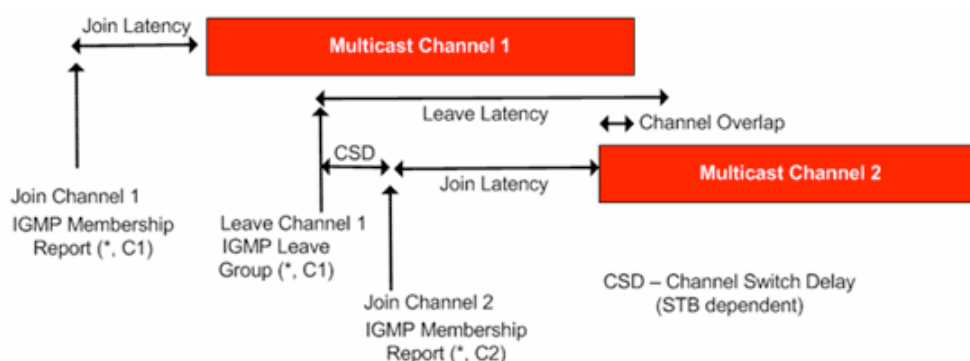 Join Latency
Multicast Channel 1
Leave Latency
Channel Overlap
CSD
Join Latency
Multicast Channel 2
Join Channel 1
IGMP Membership
Report (*, C1)
Leave Channel 1
IGMP Leave
Group (*, C1)
Join Channel 2
IGMP Membership
Report (*, C2)
CSD – Channel Switch Delay
(STB dependent)